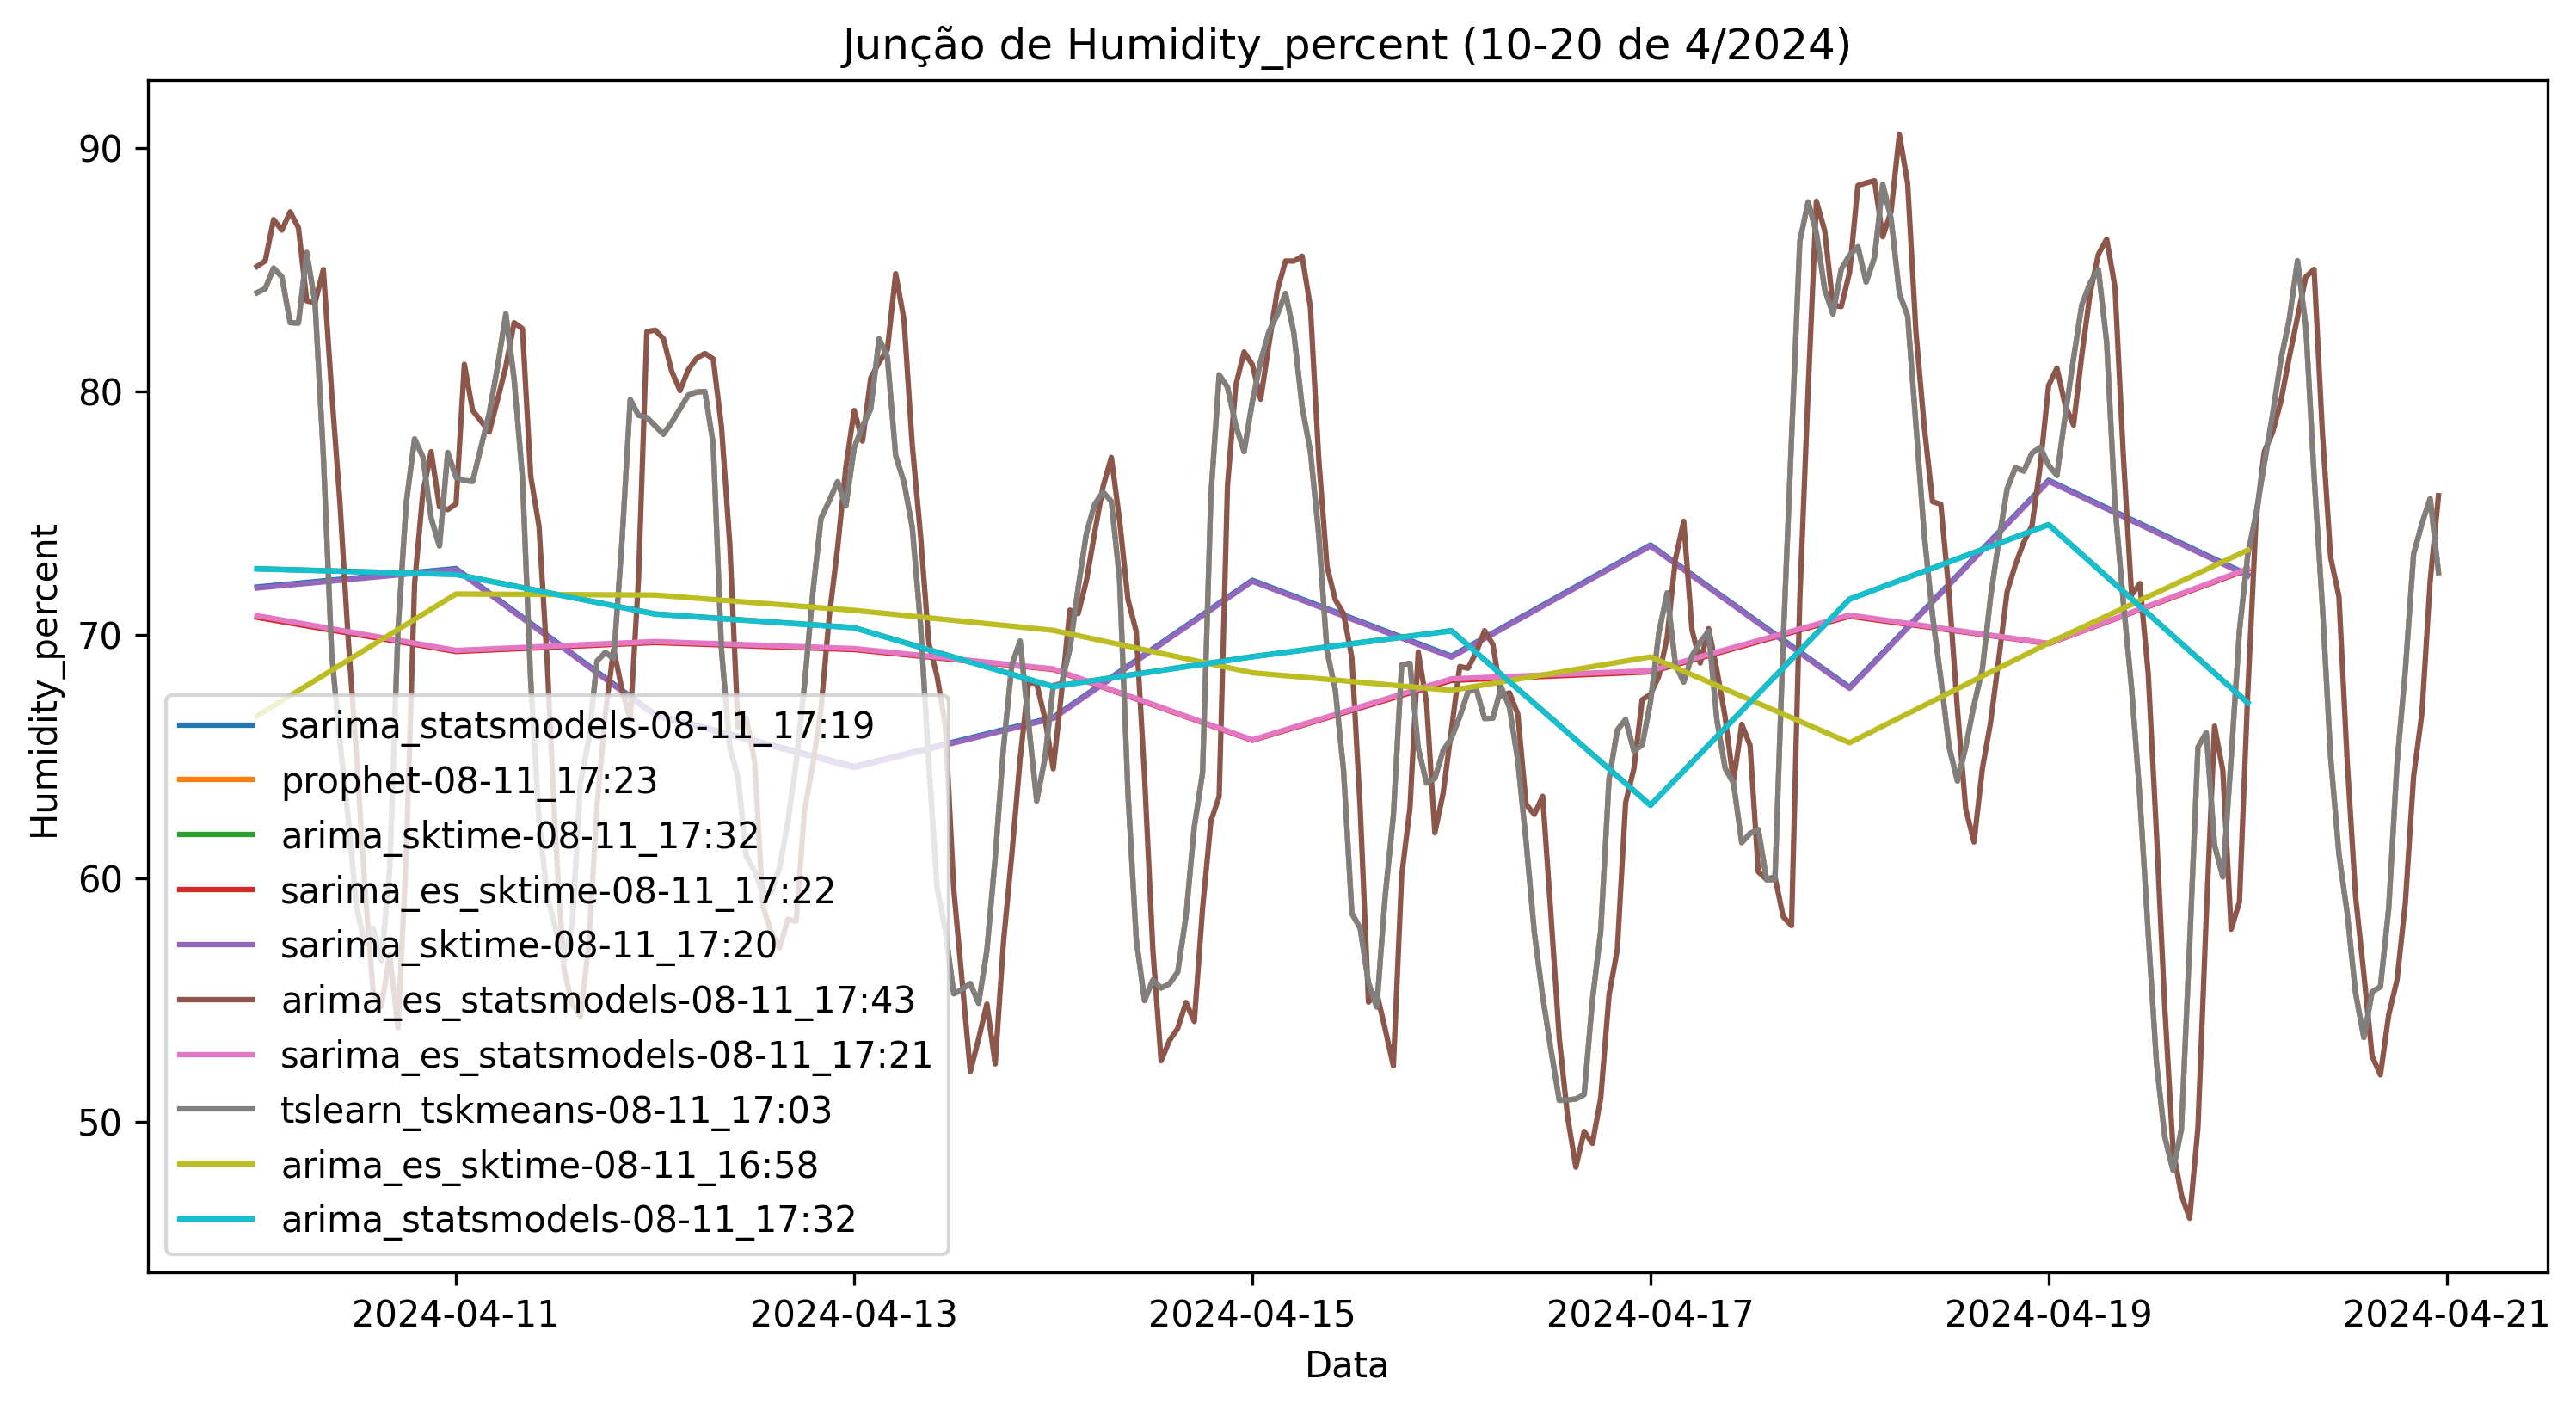 Junção de Humidity_percent (10-20 de 4/2024)
Humidity_percent
90
80
70
60
50
sarima_statsmodels-08-11_17:19
prophet-08-11_17:23
arima_sktime-08-11_17:32
sarima_es_sktime-08-11_17:22
sarima_sktime-08-11_17:20
arima_es_statsmodels-08-11_17:43
sarima_es_statsmodels-08-11_17:21
tslearn_tskmeans-08-11_17:03
arima_es_sktime-08-11_16:58
arima_statsmodels-08-11_17:32
2024-04-11
2024-04-13
2024-04-15
2024-04-17
2024-04-19
2024-04-21
Data